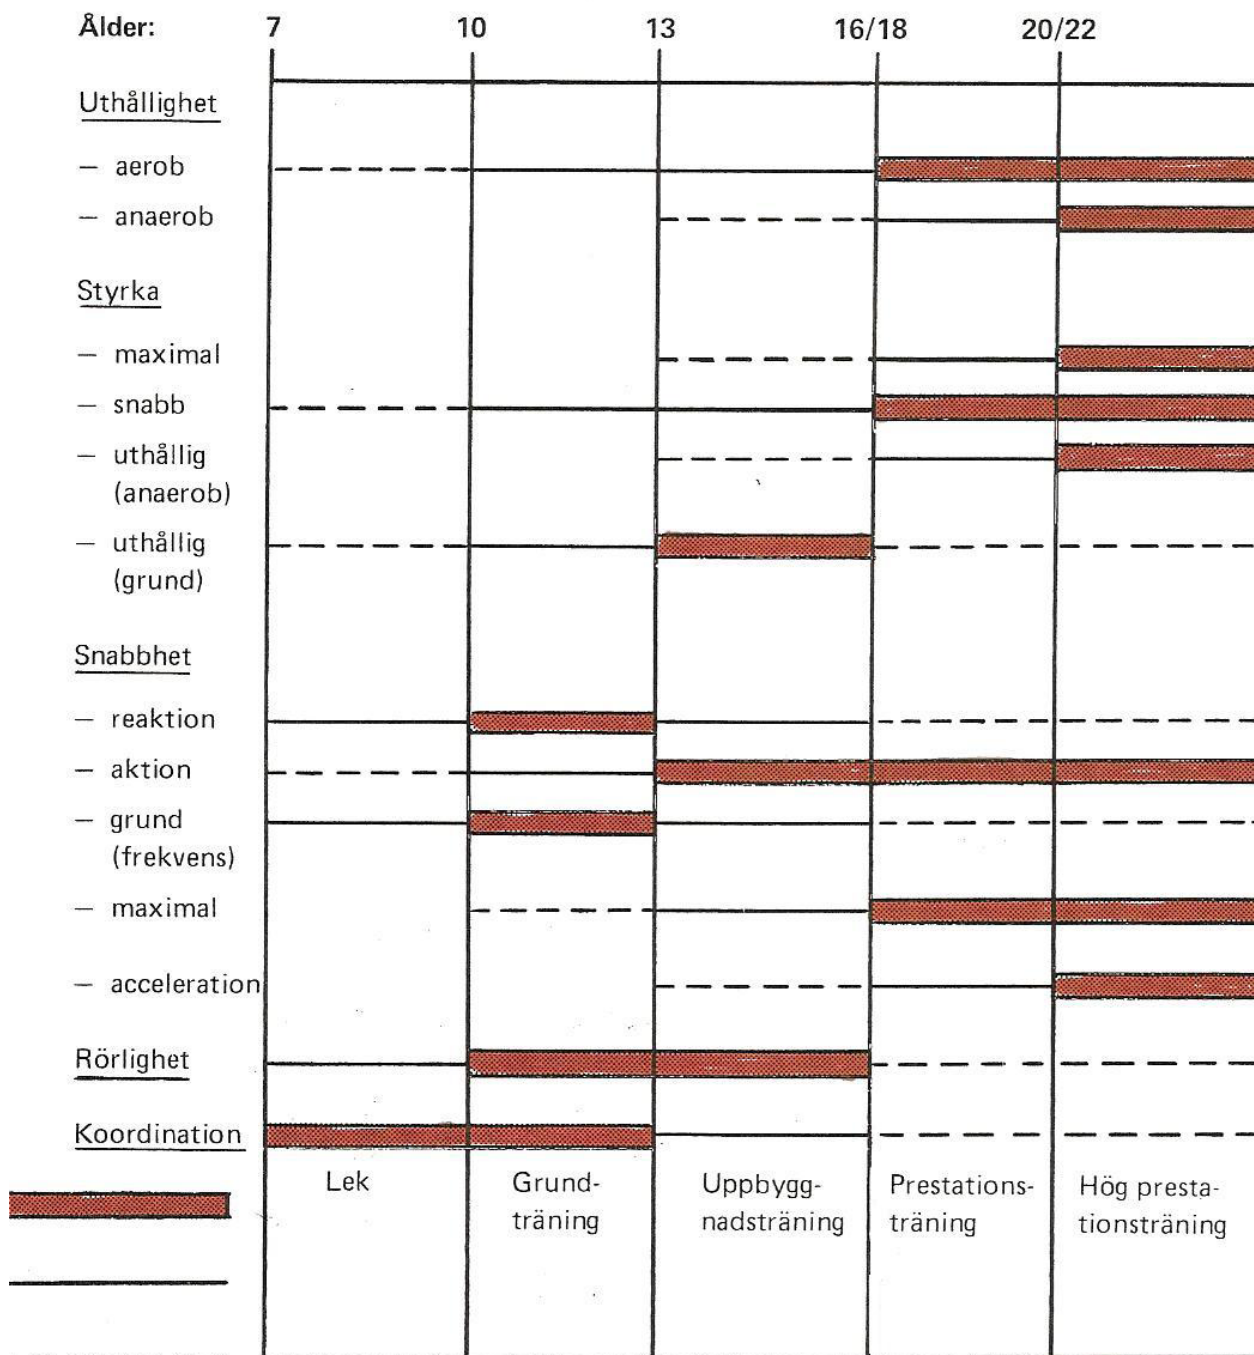 Ålder: 7 10 13 16/18 20/22
Uthållighet
– aerob
– anaerob
Styrka
– maximal
– snabb
– uthållig
(anaerob)
– uthållig
(grund)
Snabbhet
– reaktion
– aktion
– grund
(frekvens)
– maximal
– acceleration
Rörlighet
Koordination
Lek
Grund-
träning
Uppbygg-
nadsträning
Prestations-
träning
Hög presta-
tionsträning